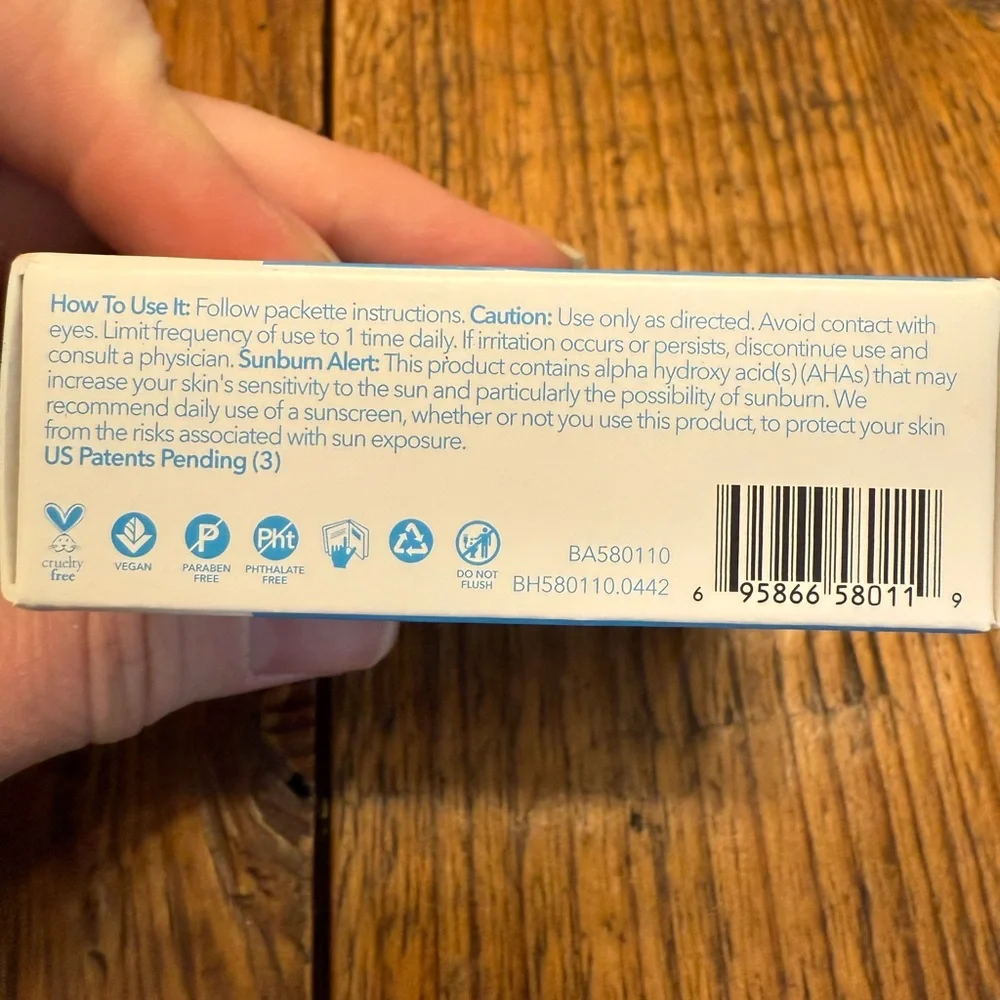 How To Use It: Follow packette instructions. Caution: Use only as directed. Avoid contact with
eyes. Limit frequency of use to 1 time daily. If irritation occurs or persists, discontinue use and
consult a physician. Sunburn Alert: This product contains alpha hydroxy acid(s) (AHAs) that may
increase your skin's sensitivity to the sun and particularly the possibility of sunburn. We
recommend daily use of a sunscreen, whether or not you use this product, to protect your skin
from the risks associated with sun exposure.
US Patents Pending (3)
cruelty
free
VEGAN
P
PARABEN
FREE
Pht
PHTHALATE
FREE
DO NOT
FLUSH
BA580110
BH580110.0442
6 95866 58011 9